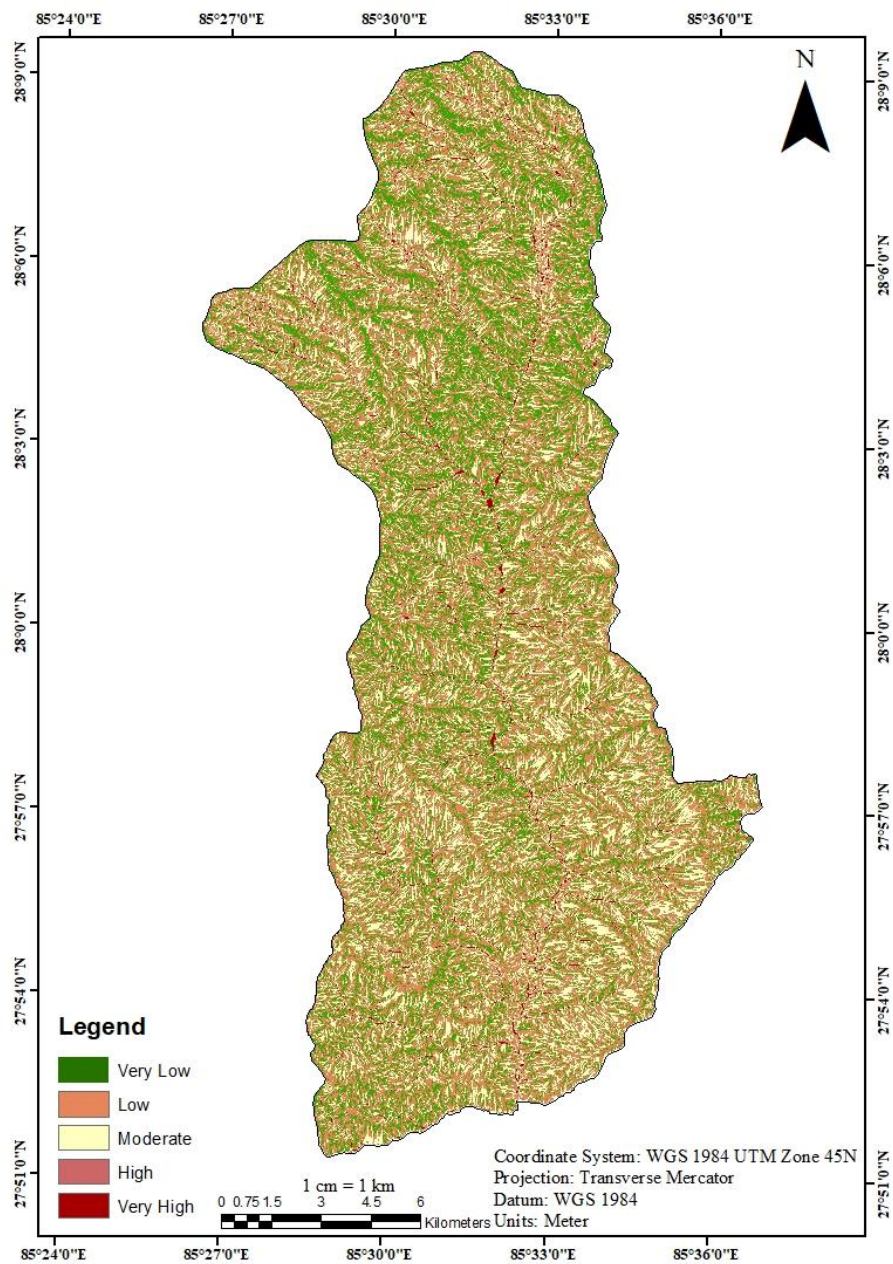 85°24'0"E 85°27'0"E 85°30'0"E 85°33'0"E 85°36'0"E
N
28°9'0"N 28°9'0"N
28°6'0"N 28°6'0"N
28°3'0"N 28°3'0"N
28°0'0"N 28°0'0"N
27°57'0"N 27°57'0"N
27°54'0"N 27°54'0"N
27°51'0"N 27°51'0"N
Legend
Very Low
Low
Moderate
High
Very High
1 cm = 1 km
0 0.75 1.5 3 4.5 6
Kilometers
Coordinate System: WGS 1984 UTM Zone 45N
Projection: Transverse Mercator
Datum: WGS 1984
Units: Meter
85°24'0"E 85°27'0"E 85°30'0"E 85°33'0"E 85°36'0"E